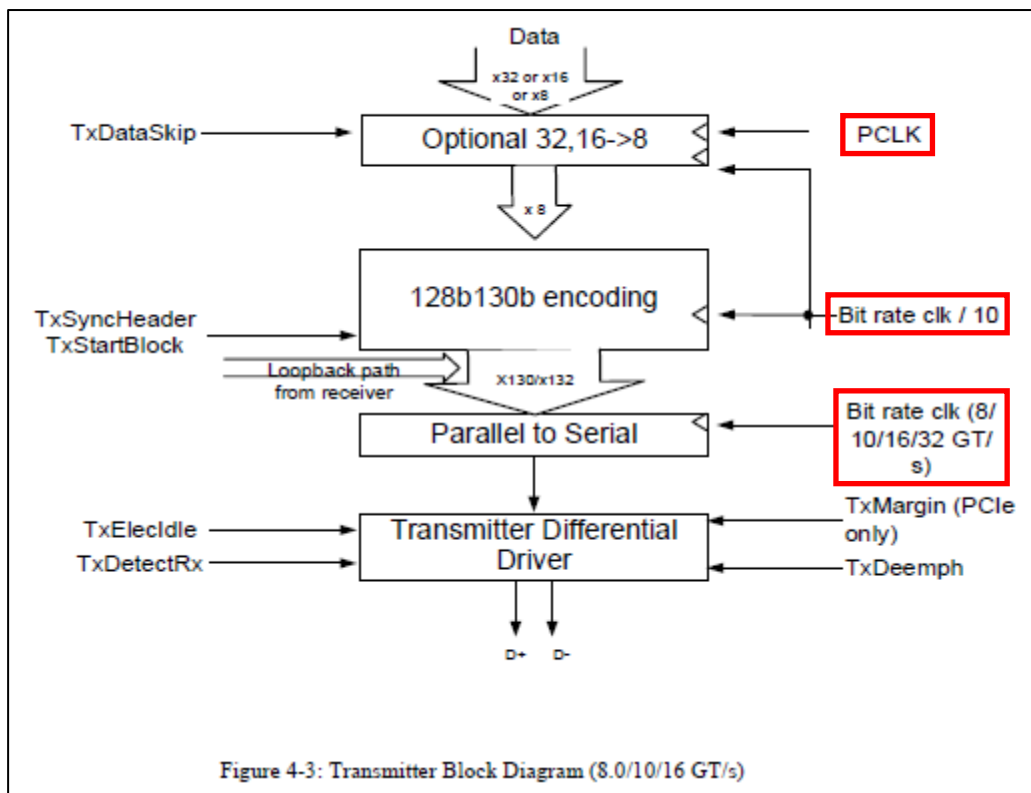 Data
x32 or x16
or x8
TxDataSkip
Optional 32,16->8
PCLK
x 8
128b130b encoding
TxSyncHeader
TxStartBlock
Bit rate clk / 10
Loopback path
from receiver
X130/x132
Parallel to Serial
Bit rate clk (8/
10/16/32 GT/
s)
TxElecIdle
TxDetectRx
Transmitter Differential
Driver
TxMargin (PCIe
only)
TxDeemph
D+ D-
Figure 4-3: Transmitter Block Diagram (8.0/10/16 GT/s)